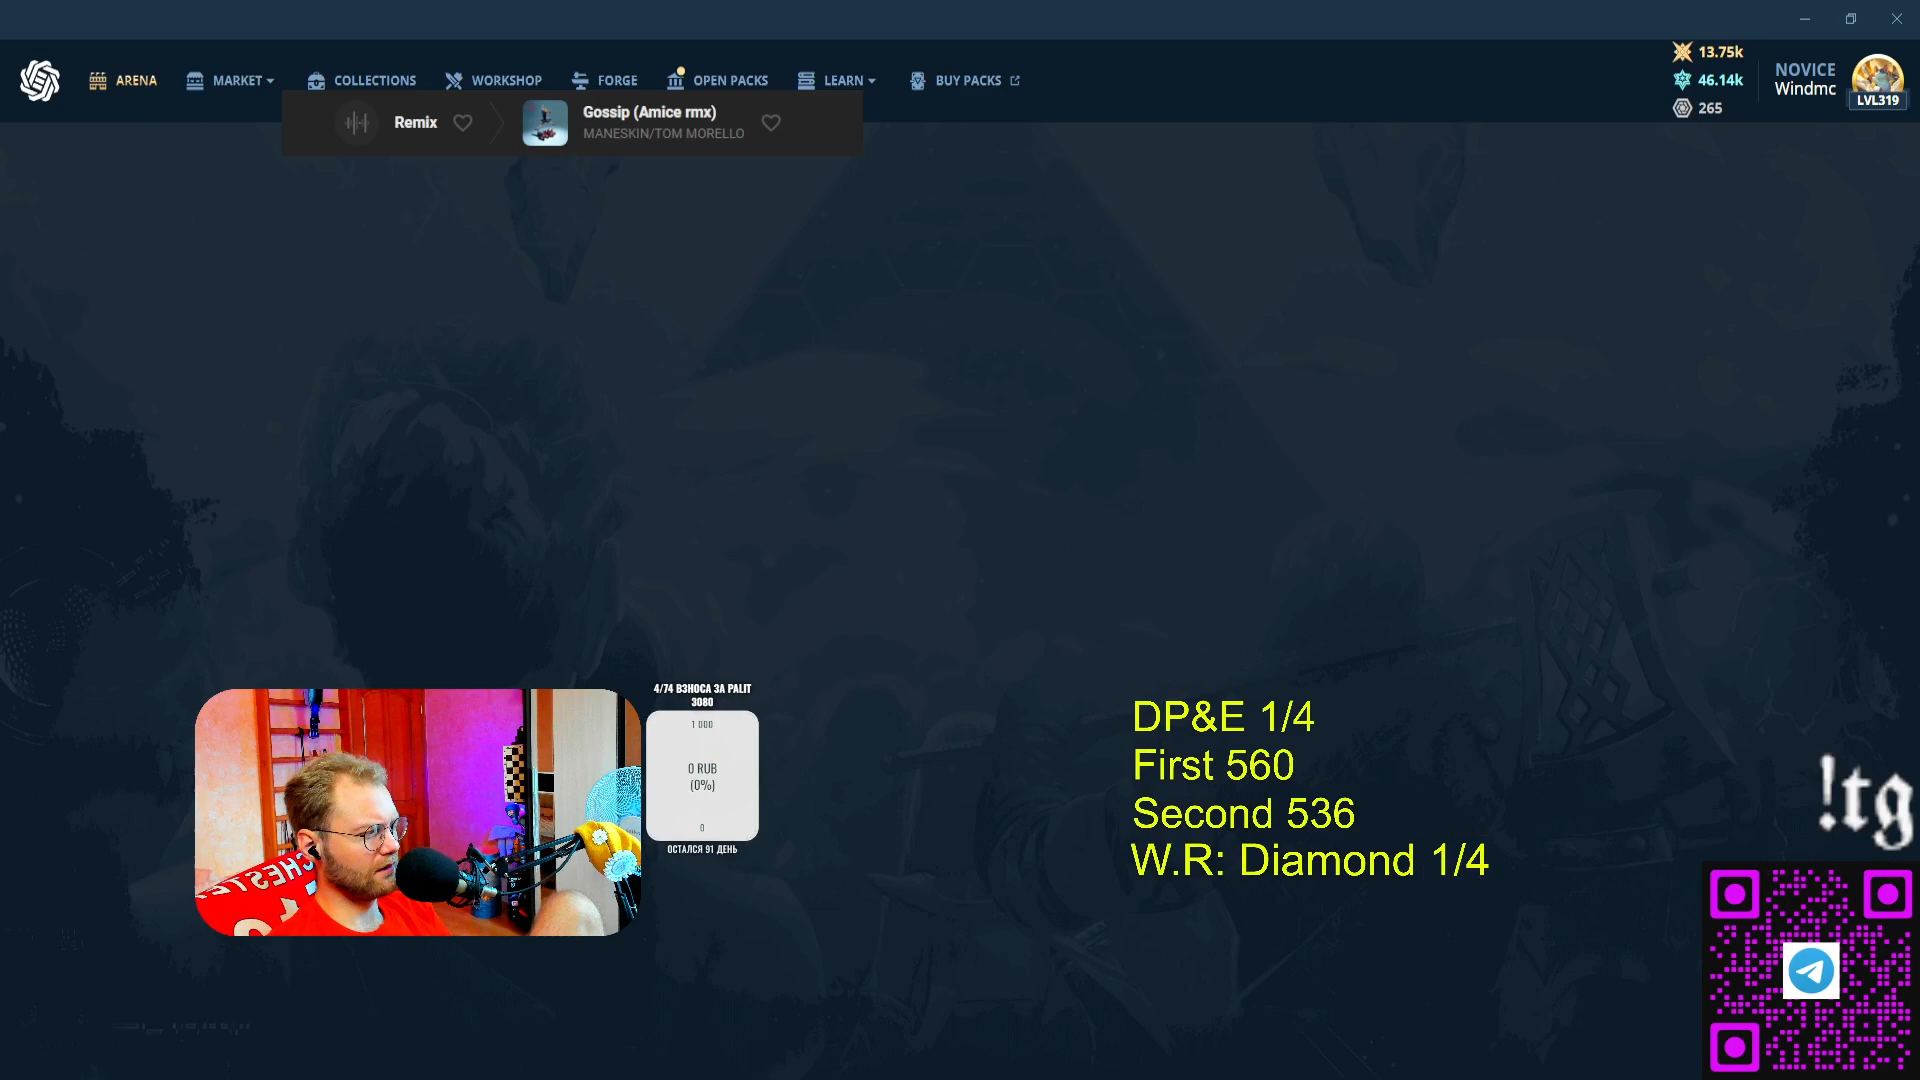 ARENA
MARKET
COLLECTIONS
WORKSHOP
FORGE
OPEN PACKS
LEARN
BUY PACKS
13.75k
46.14k
265
NOVICE
Windmc
LVL319
Remix
Gossip (Amice rmx)
MANESKIN/TOM MORELLO
4/74 ВЗНОСА ЗА PALIT
3080
1 000
0 RUB
(0%)
0
ОСТАЛСЯ 91 ДЕНЬ
DP&E 1/4
First 560
Second 536
W.R: Diamond 1/4
!tg